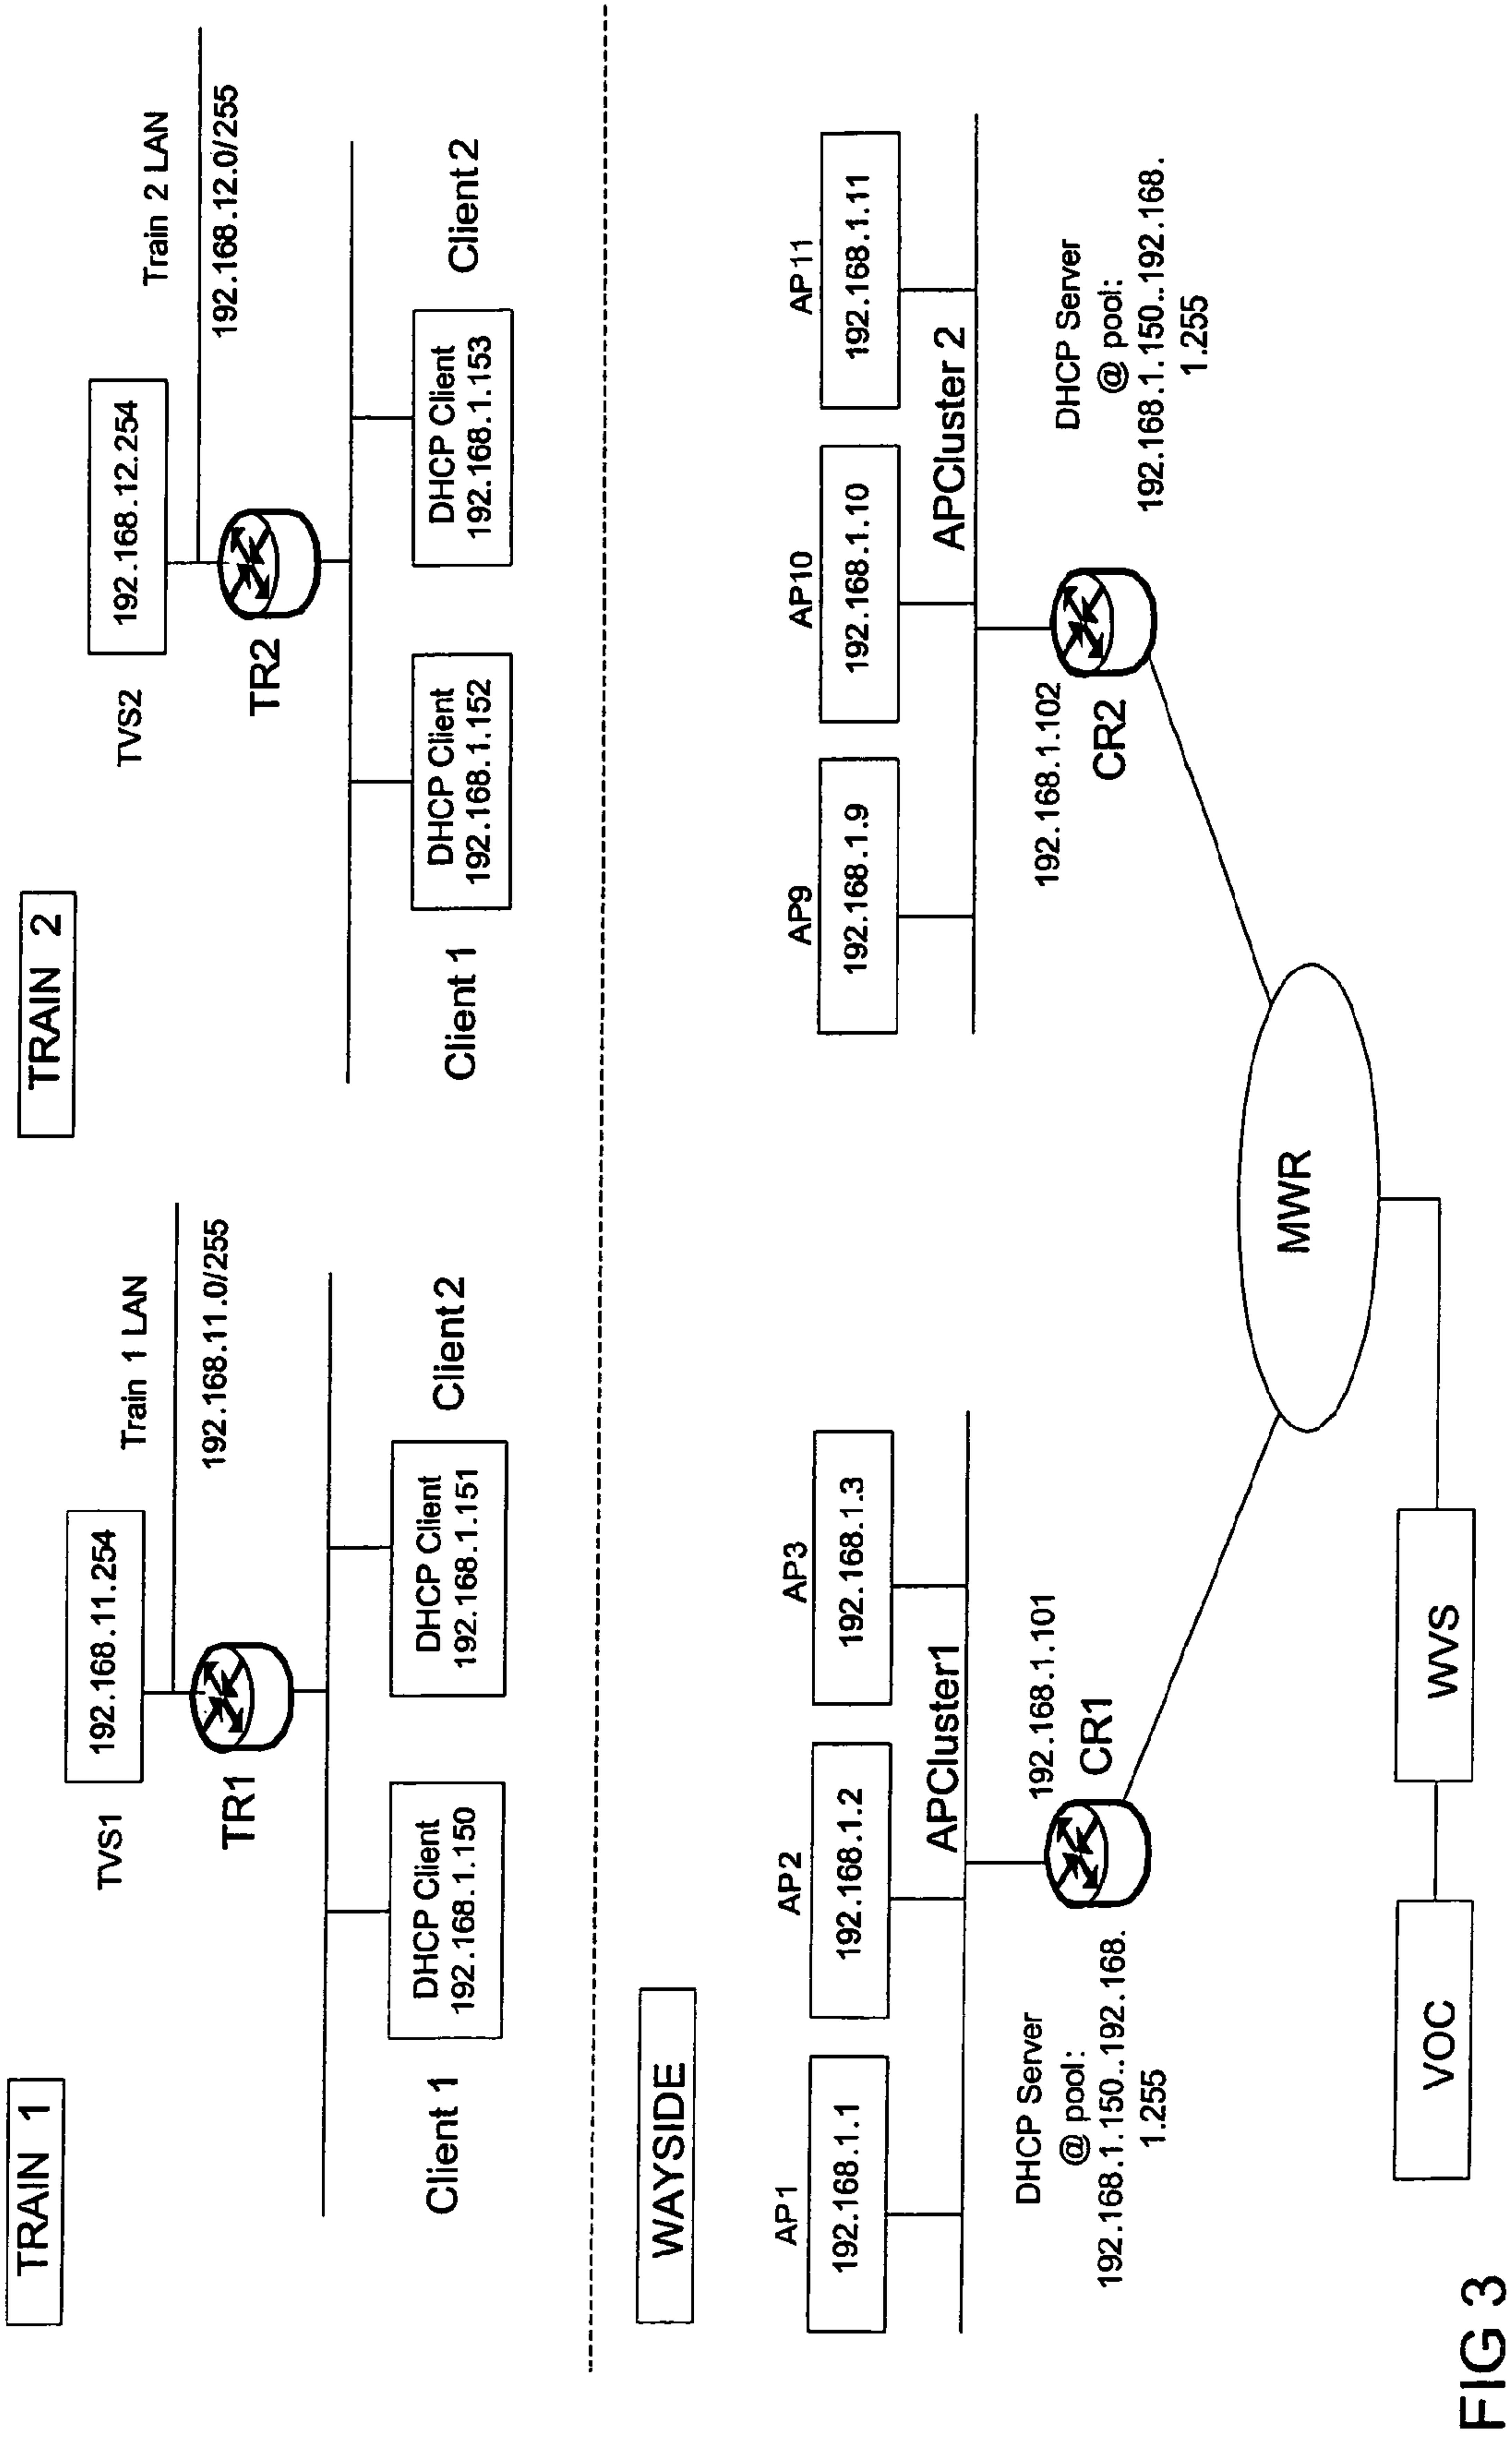 TRAIN 1
TVS1
192.168.11.254
Train 1 LAN
192.168.11.0/255
TR1
Client 1
DHCP Client
192.168.1.150
DHCP Client
192.168.1.151
Client 2
TRAIN 2
TVS2
192.168.12.254
Train 2 LAN
192.168.12.0/255
TR2
Client 1
DHCP Client
192.168.1.152
DHCP Client
192.168.1.153
Client 2
WAYSIDE
AP1
192.168.1.1
AP2
192.168.1.2
AP3
192.168.1.3
APCluster1
DHCP Server
@ pool:
192.168.1.150..192.168.
1.255
192.168.1.101
CR1
AP9
192.168.1.9
AP10
192.168.1.10
AP11
192.168.1.11
APCluster 2
192.168.1.102
CR2
DHCP Server
@ pool:
192.168.1.150..192.168.
1.255
MWR
VOC
WVS
FIG 3